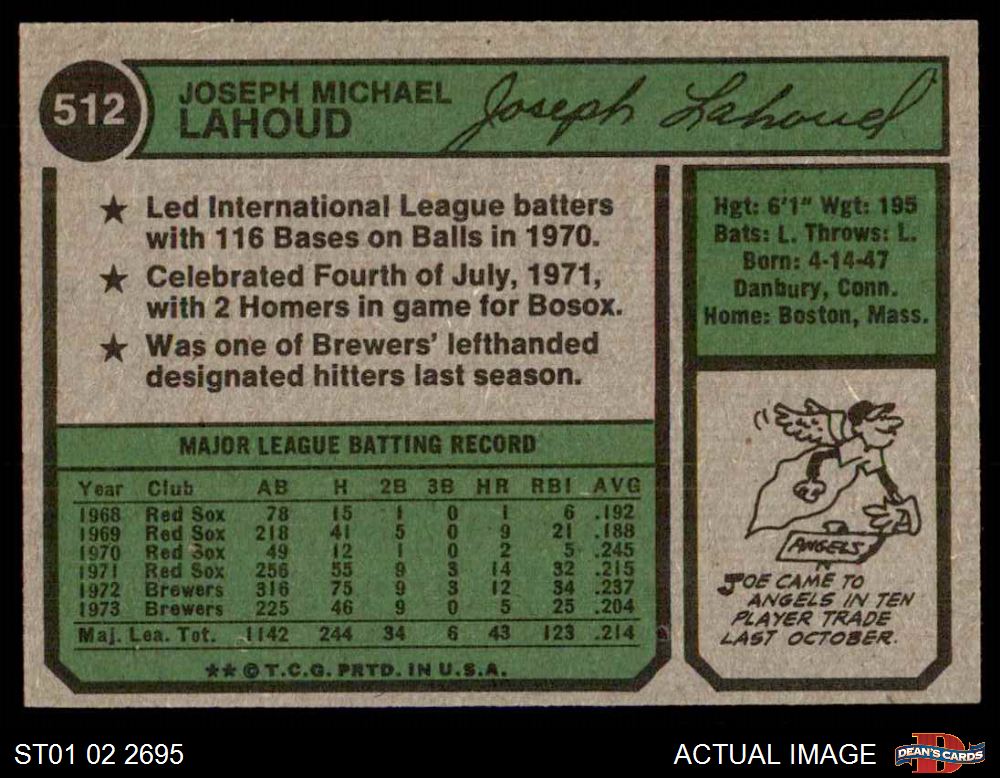 512
JOSEPH MICHAEL
LAHOUD
Joseph Lahoud
★ Led International League batters
with 116 Bases on Balls in 1970.
★ Celebrated Fourth of July, 1971,
with 2 Homers in game for Bosox.
★ Was one of Brewers' lefthanded
designated hitters last season.
Hgt: 6'1" Wgt: 195
Bats: L. Throws: L.
Born: 4-14-47
Danbury, Conn.
Home: Boston, Mass.
MAJOR LEAGUE BATTING RECORD
Year Club AB H 2B 3B HR RBI AVG
1968 Red Sox 78 15 1 0 1 6 .192
1969 Red Sox 218 41 5 0 9 21 .188
1970 Red Sox 49 12 1 0 2 5 .245
1971 Red Sox 256 55 9 3 14 32 .215
1972 Brewers 316 75 9 3 12 34 .237
1973 Brewers 225 46 9 0 5 25 .204
Maj. Lea. Tot. 1142 244 34 6 43 123 .214
★★ © T.C.G. PRTD. IN U.S.A.
ANGELS
JOE CAME TO
ANGELS IN TEN
PLAYER TRADE
LAST OCTOBER.
ST01 02 2695
ACTUAL IMAGE
D
DEAN'S CARDS